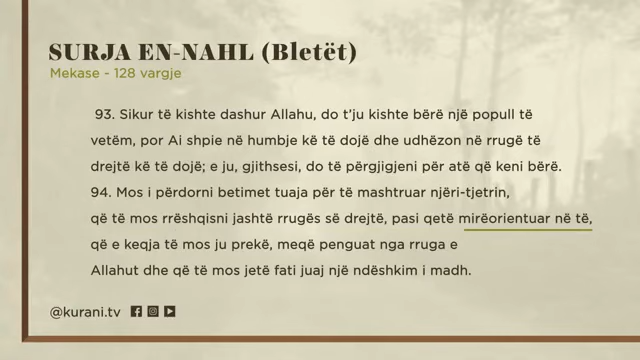 SURJA EN-NAHL (Bletët)
Mekase - 128 vargje
93. Sikur të kishte dashur Allahu, do t'ju kishte bërë një popull të
vetëm, por Ai shpie në humbje kë të dojë dhe udhëzon në rrugë të
drejtë kë të dojë; e ju, gjithsesi, do të përgjigjeni për atë që keni bërë.
94. Mos i përdorni betimet tuaja për të mashtruar njëri-tjetrin,
që të mos rrëshqisni jashtë rrugës së drejtë, pasi qetë mirëorientuar në të,
që e keqja të mos ju prekë, meqë penguat nga rruga e
Allahut dhe që të mos jetë fati juaj një ndëshkim i madh.
@kurani.tv